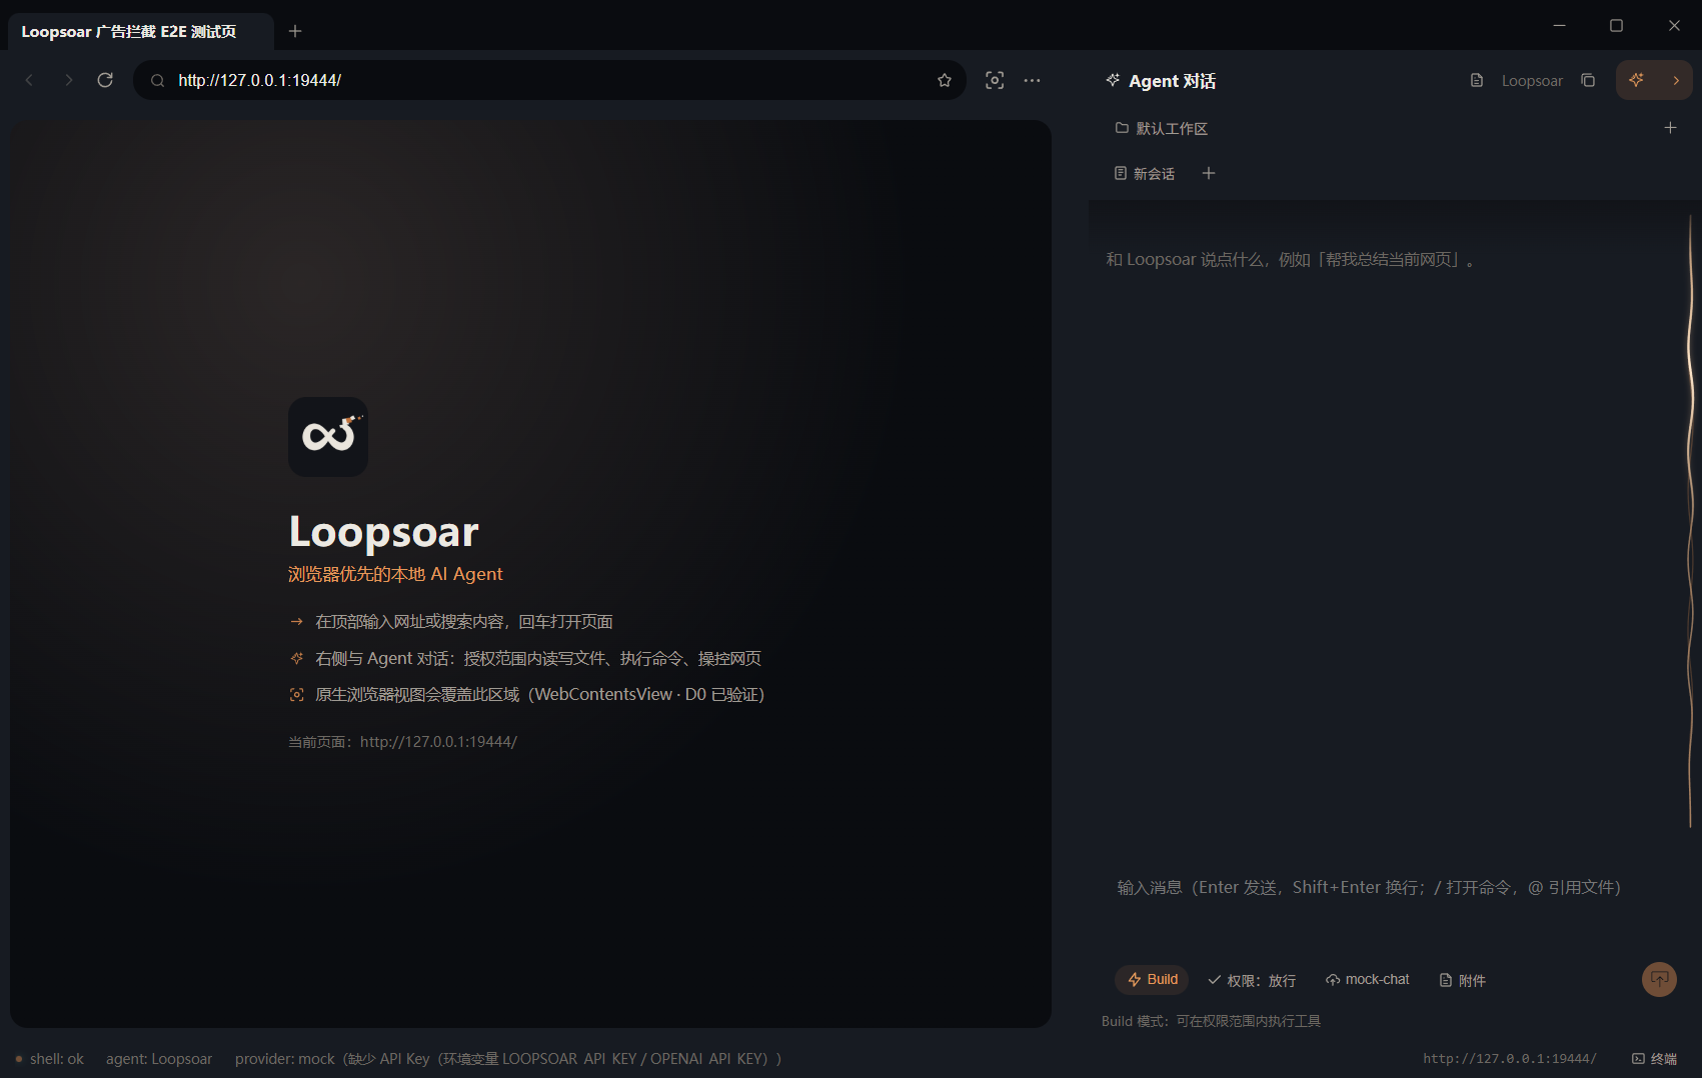 Loopsoar 广告拦截 E2E 测试页
http://127.0.0.1:19444/
Agent 对话
Loopsoar
默认工作区
新会话
和 Loopsoar 说点什么，例如「帮我总结当前网页」。
Loopsoar
浏览器优先的本地 AI Agent
在顶部输入网址或搜索内容，回车打开页面
右侧与 Agent 对话：授权范围内读写文件、执行命令、操控网页
原生浏览器视图会覆盖此区域（WebContentsView · D0 已验证）
当前页面：http://127.0.0.1:19444/
输入消息（Enter 发送，Shift+Enter 换行；/ 打开命令，@ 引用文件）
Build
权限：放行
mock-chat
附件
Build 模式：可在权限范围内执行工具
shell: ok
agent: Loopsoar
provider: mock（缺少 API Key（环境变量 LOOPSOAR_API_KEY / OPENAI_API_KEY））
http://127.0.0.1:19444/
终端